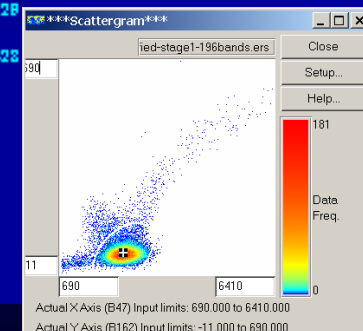 ***Scattergram***
ied-stage1-196bands.ers
Close
Setup...
Help...
690
181
Data
Freq.
0
11
690
6410
Actual X Axis (B47) Input limits: 690.000 to 6410.000
Actual Y Axis (B162) Input limits: -11.000 to 690.000